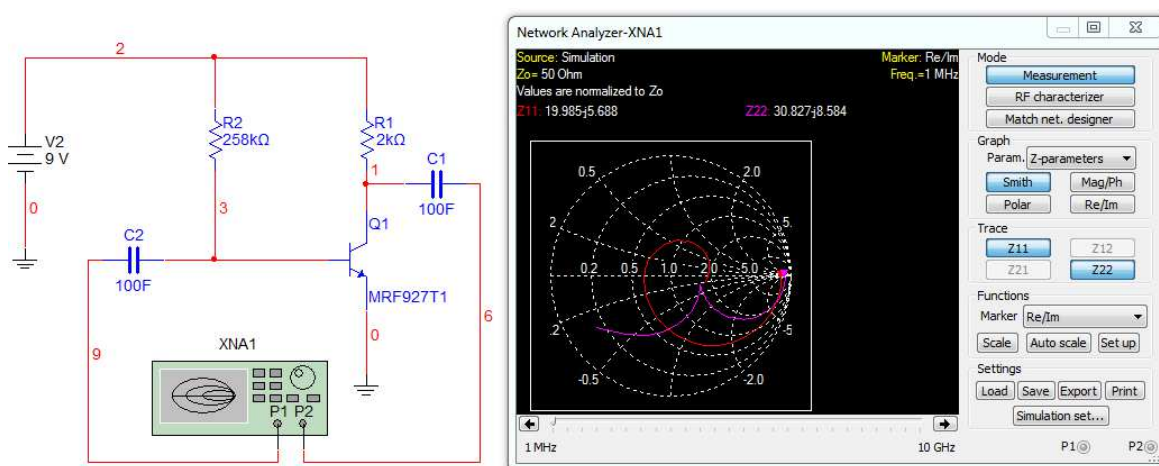 2
V2
9 V
0
R2
258kΩ
R1
2kΩ
1
C1
100F
3
Q1
C2
100F
MRF927T1
0
6
9
XNA1
P1 P2
Network Analyzer-XNA1
Source: Simulation
Marker: Re/Im
Zo= 50 Ohm
Freq.=1 MHz
Values are normalized to Zo
Z11: 19.985-j5.688
Z22: 30.827-j8.584
0.5
2.0
.2
5.
0.2 0.5 1.0 2.0 5.0
.2
-5
-0.5
-2.0
1 MHz
10 GHz
Mode
Measurement
RF characterizer
Match net. designer
Graph
Param. Z-parameters
Smith
Mag/Ph
Polar
Re/Im
Trace
Z11
Z12
Z21
Z22
Functions
Marker Re/Im
Scale
Auto scale
Set up
Settings
Load
Save
Export
Print
Simulation set...
P1
P2